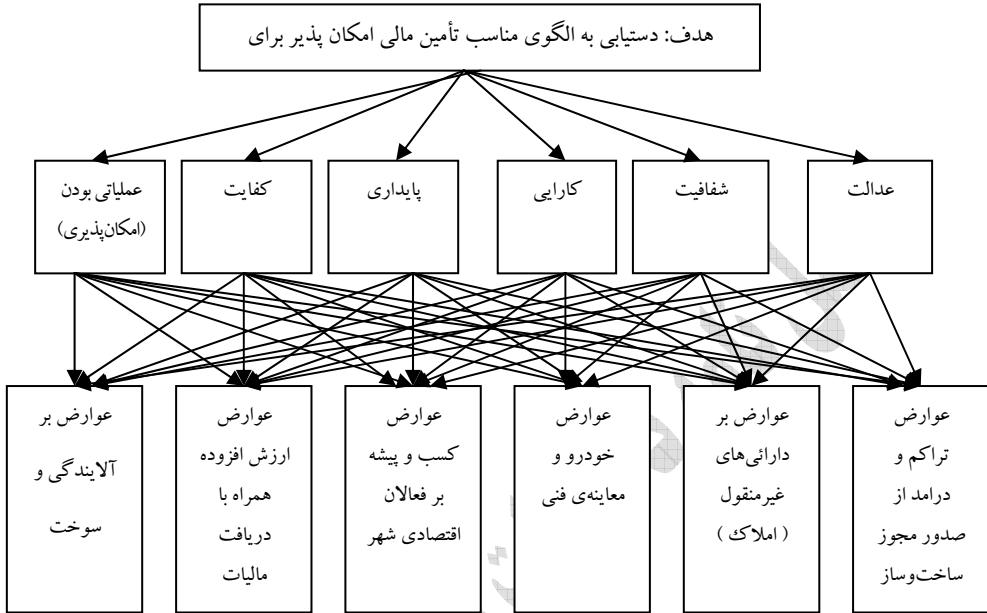 هدف: دستیابی به الگوی مناسب تأمین مالی امکان پذیر برای
عدالت
شفافیت
کارایی
پایداری
کفایت
عملیاتی بودن
(امکان‌پذیری)
عوارض
تراکم و
درامد از
صدور مجوز
ساخت‌وساز
عوارض بر
دارائی‌های
غیرمنقول
( املاک )
عوارض
خودرو و
معاینه‌ی فنی
عوارض
کسب و پیشه
بر فعالان
اقتصادی شهر
عوارض
ارزش افزوده
همراه با
دریافت
مالیات
عوارض بر
آلایندگی و
سوخت